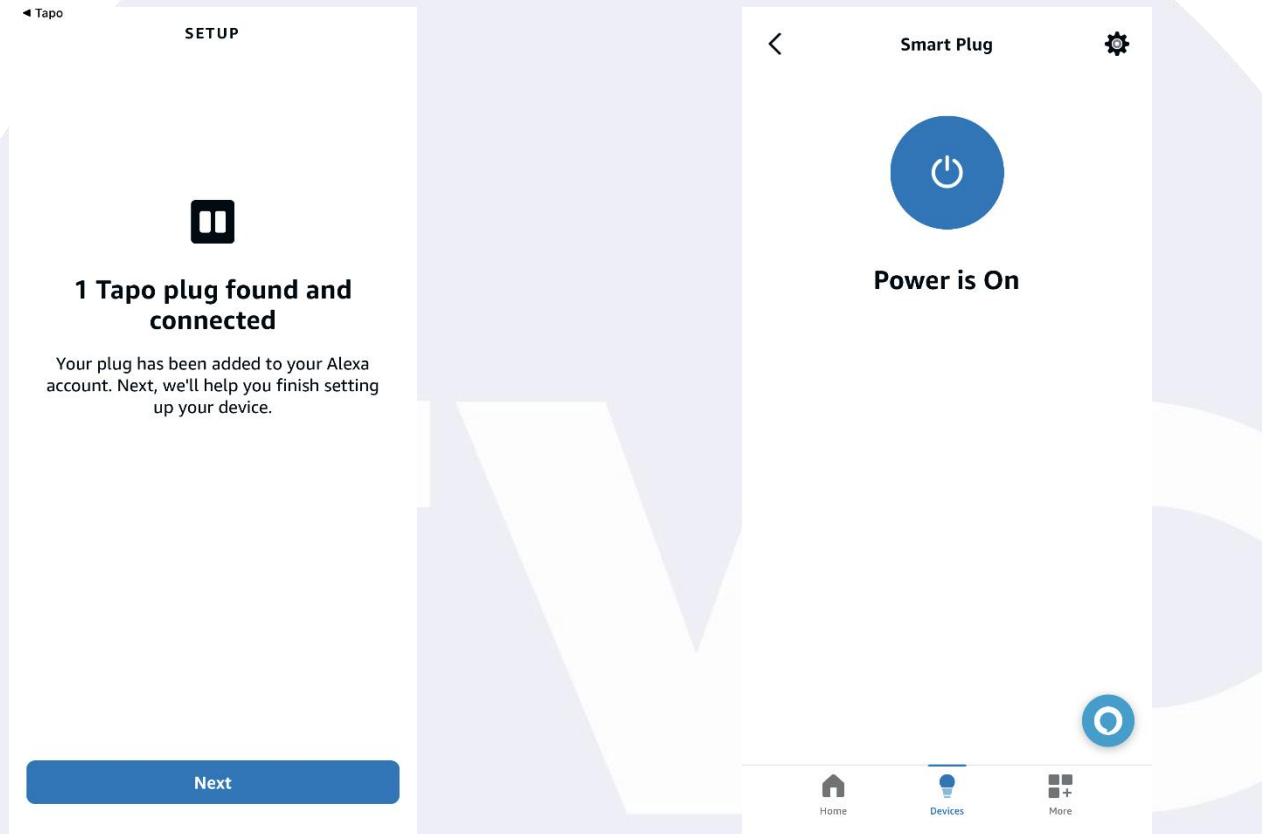 Tapo
SETUP
1 Tapo plug found and
connected
Your plug has been added to your Alexa
account. Next, we'll help you finish setting
up your device.
Next
Smart Plug
Power is On
Home
Devices
More